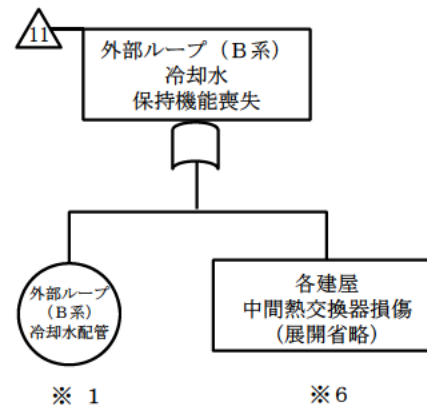 11
外部ループ（Ｂ系）
冷却水
保持機能喪失
外部ループ
（Ｂ系）
冷却水配管
各建屋
中間熱交換器損傷
(展開省略)
※ 1
※6